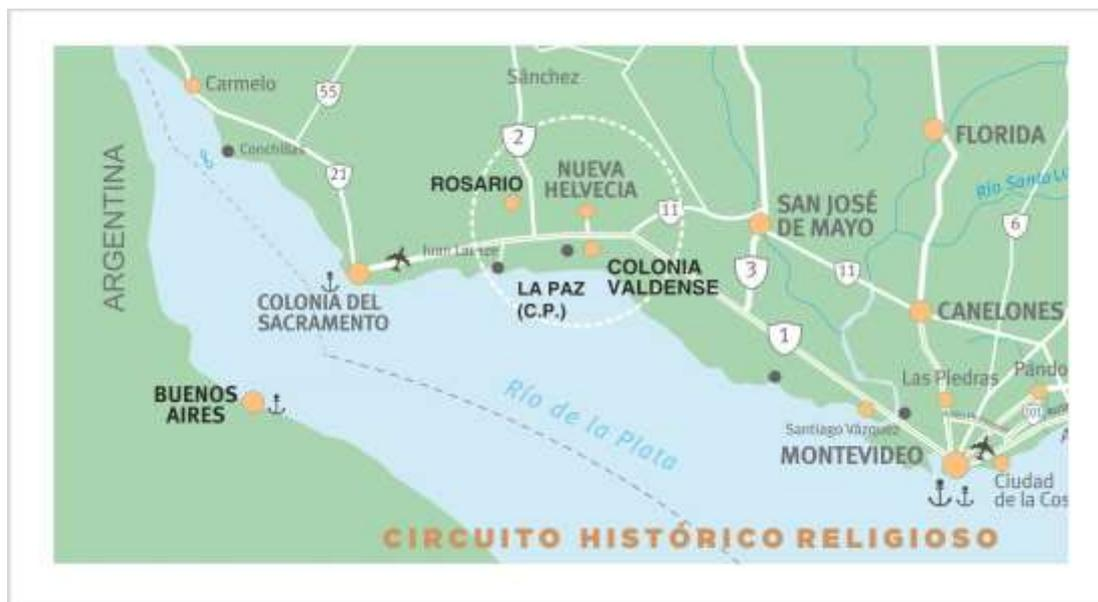 Sánchez
Carmelo
55
2
FLORIDA
Conchillas
ARGENTINA
21
ROSARIO
NUEVA
HELVECIA
11
SAN JOSÉ
DE MAYO
6
Juan Lacaze
COLONIA
VALDENSE
3
11
LA PAZ
(C.P.)
COLONIA DEL
SACRAMENTO
CANELONES
1
BUENOS
AIRES
Río de la Plata
Las Piedras
Pando
Santiago Vázquez
MONTEVIDEO
Ciudad
de la Cos
CIRCUITO HISTÓRICO RELIGIOSO